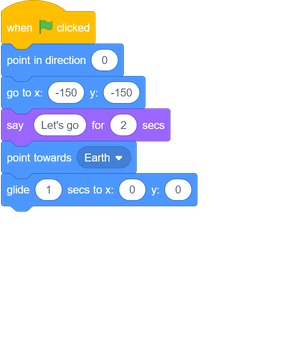 when clicked
point in direction 0
go to x: -150 y: -150
say Let's go for 2 secs
point towards Earth
glide 1 secs to x: 0 y: 0